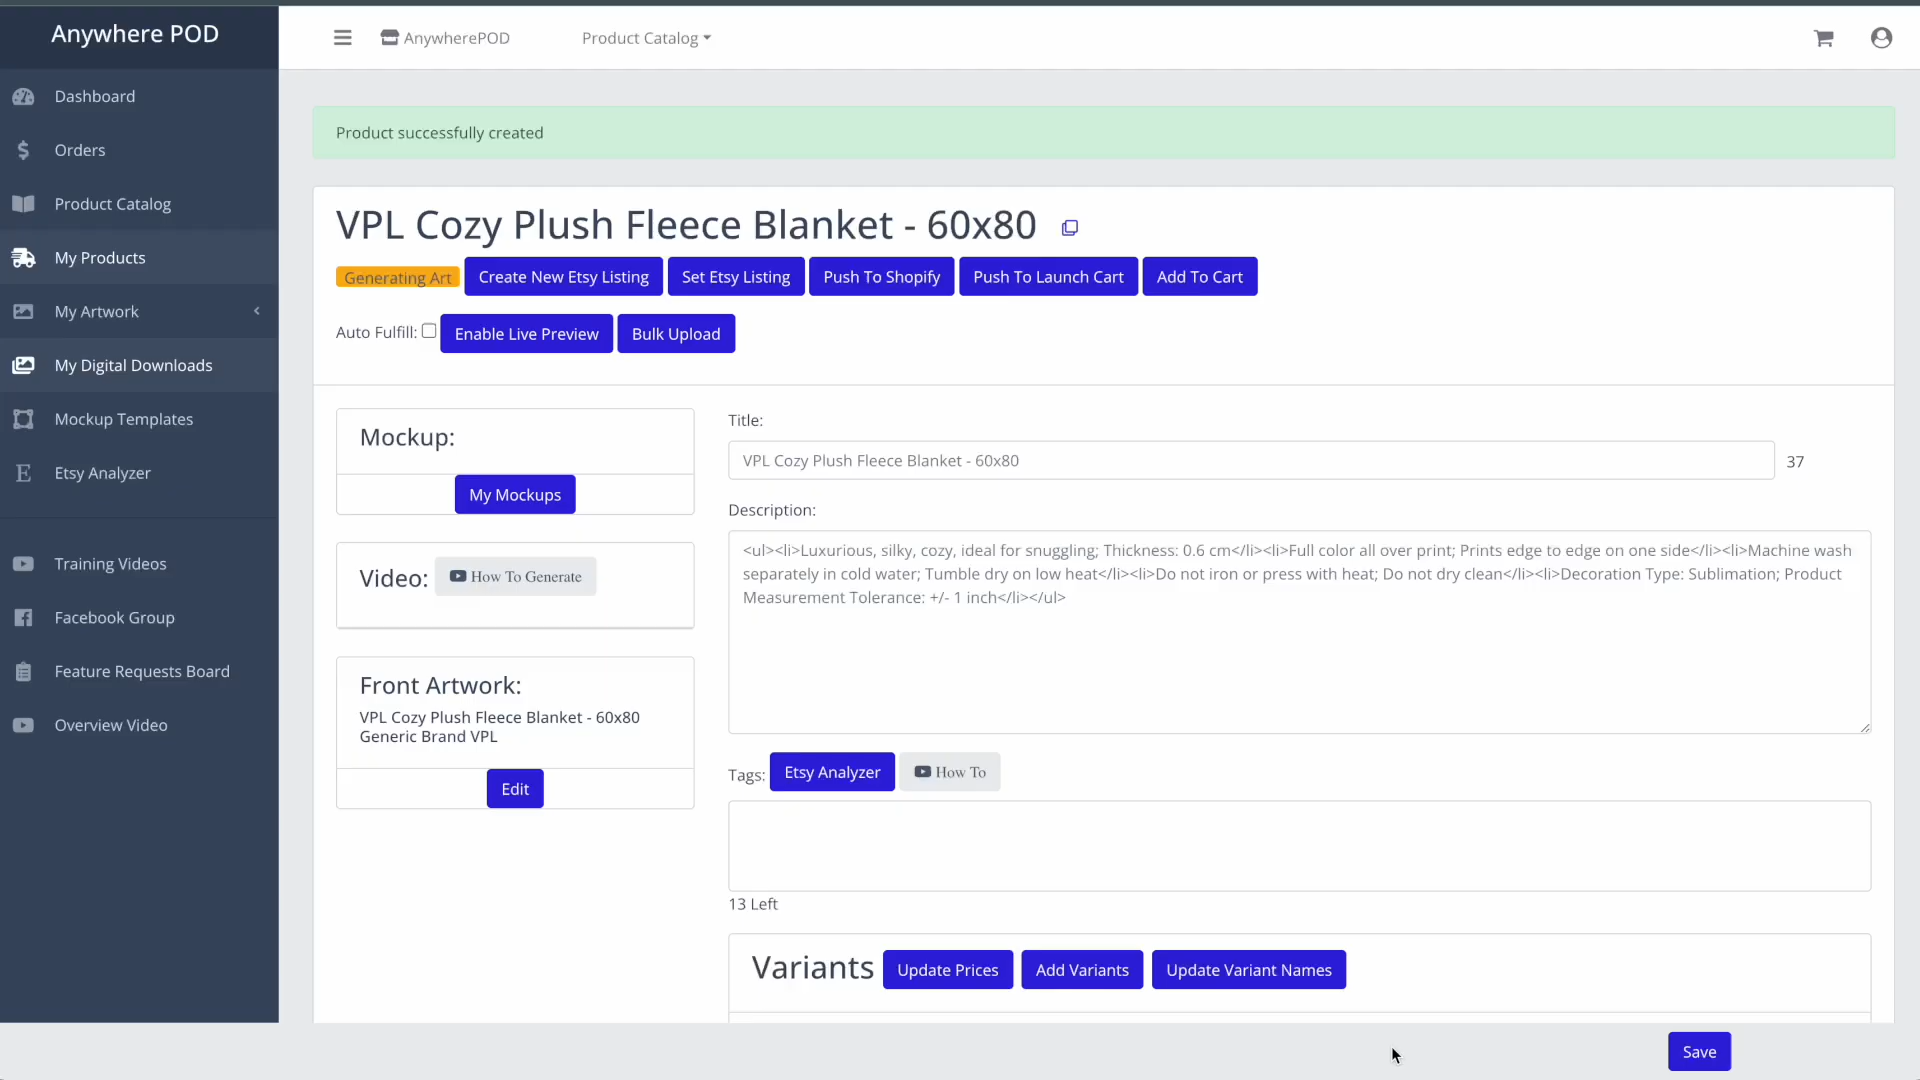 Anywhere POD
AnywherePOD
Product Catalog
Dashboard
Orders
Product Catalog
My Products
My Artwork
My Digital Downloads
Mockup Templates
Etsy Analyzer
Training Videos
Facebook Group
Feature Requests Board
Overview Video
Product successfully created
VPL Cozy Plush Fleece Blanket - 60x80
Generating Art Create New Etsy Listing Set Etsy Listing Push To Shopify Push To Launch Cart Add To Cart
Auto Fulfill: Enable Live Preview Bulk Upload
Mockup:
My Mockups
Video: How To Generate
Front Artwork:
VPL Cozy Plush Fleece Blanket - 60x80
Generic Brand VPL
Edit
Title:
VPL Cozy Plush Fleece Blanket - 60x80 37
Description:
<ul><li>Luxurious, silky, cozy, ideal for snuggling; Thickness: 0.6 cm</li><li>Full color all over print; Prints edge to edge on one side</li><li>Machine wash
separately in cold water; Tumble dry on low heat</li><li>Do not iron or press with heat; Do not dry clean</li><li>Decoration Type: Sublimation; Product
Measurement Tolerance: +/- 1 inch</li></ul>
Tags: Etsy Analyzer How To
13 Left
Variants Update Prices Add Variants Update Variant Names
Save